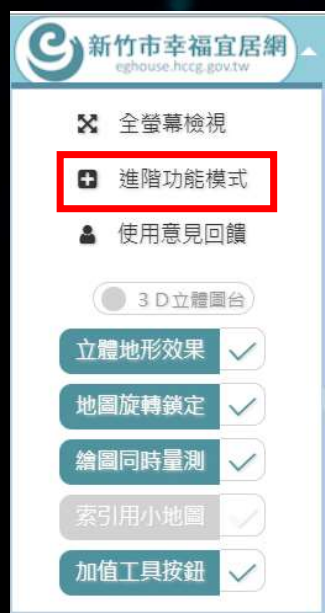 新竹市幸福宜居網
eghouse.hccg.gov.tw
全螢幕檢視
進階功能模式
使用意見回饋
3D立體圖台
立體地形效果
地圖旋轉鎖定
繪圖同時量測
索引用小地圖
加值工具按鈕